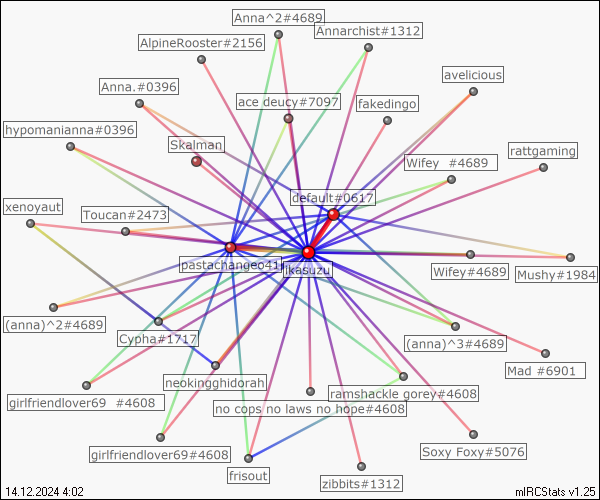 Anna^2#4689
Annarchist#1312
AlpineRooster#2156
avelicious
Anna.#0396
ace deucy#7097
fakedingo
hypomanianna#0396
Skalman
Wifey #4689
rattgaming
default#0617
xenoyaut
Toucan#2473
pastachangeo41
jkasuzu
Wifey#4689
Mushy#1984
(anna)^2#4689
Cypha#1717
(anna)^3#4689
Mad #6901
neokingghidorah
girlfriendlover69 #4608
no cops no laws no hope#4608
ramshackle gorey#4608
girlfriendlover69#4608
Soxy Foxy#5076
frisout
zibbits#1312
14.12.2024 4:02
mIRCStats v1.25